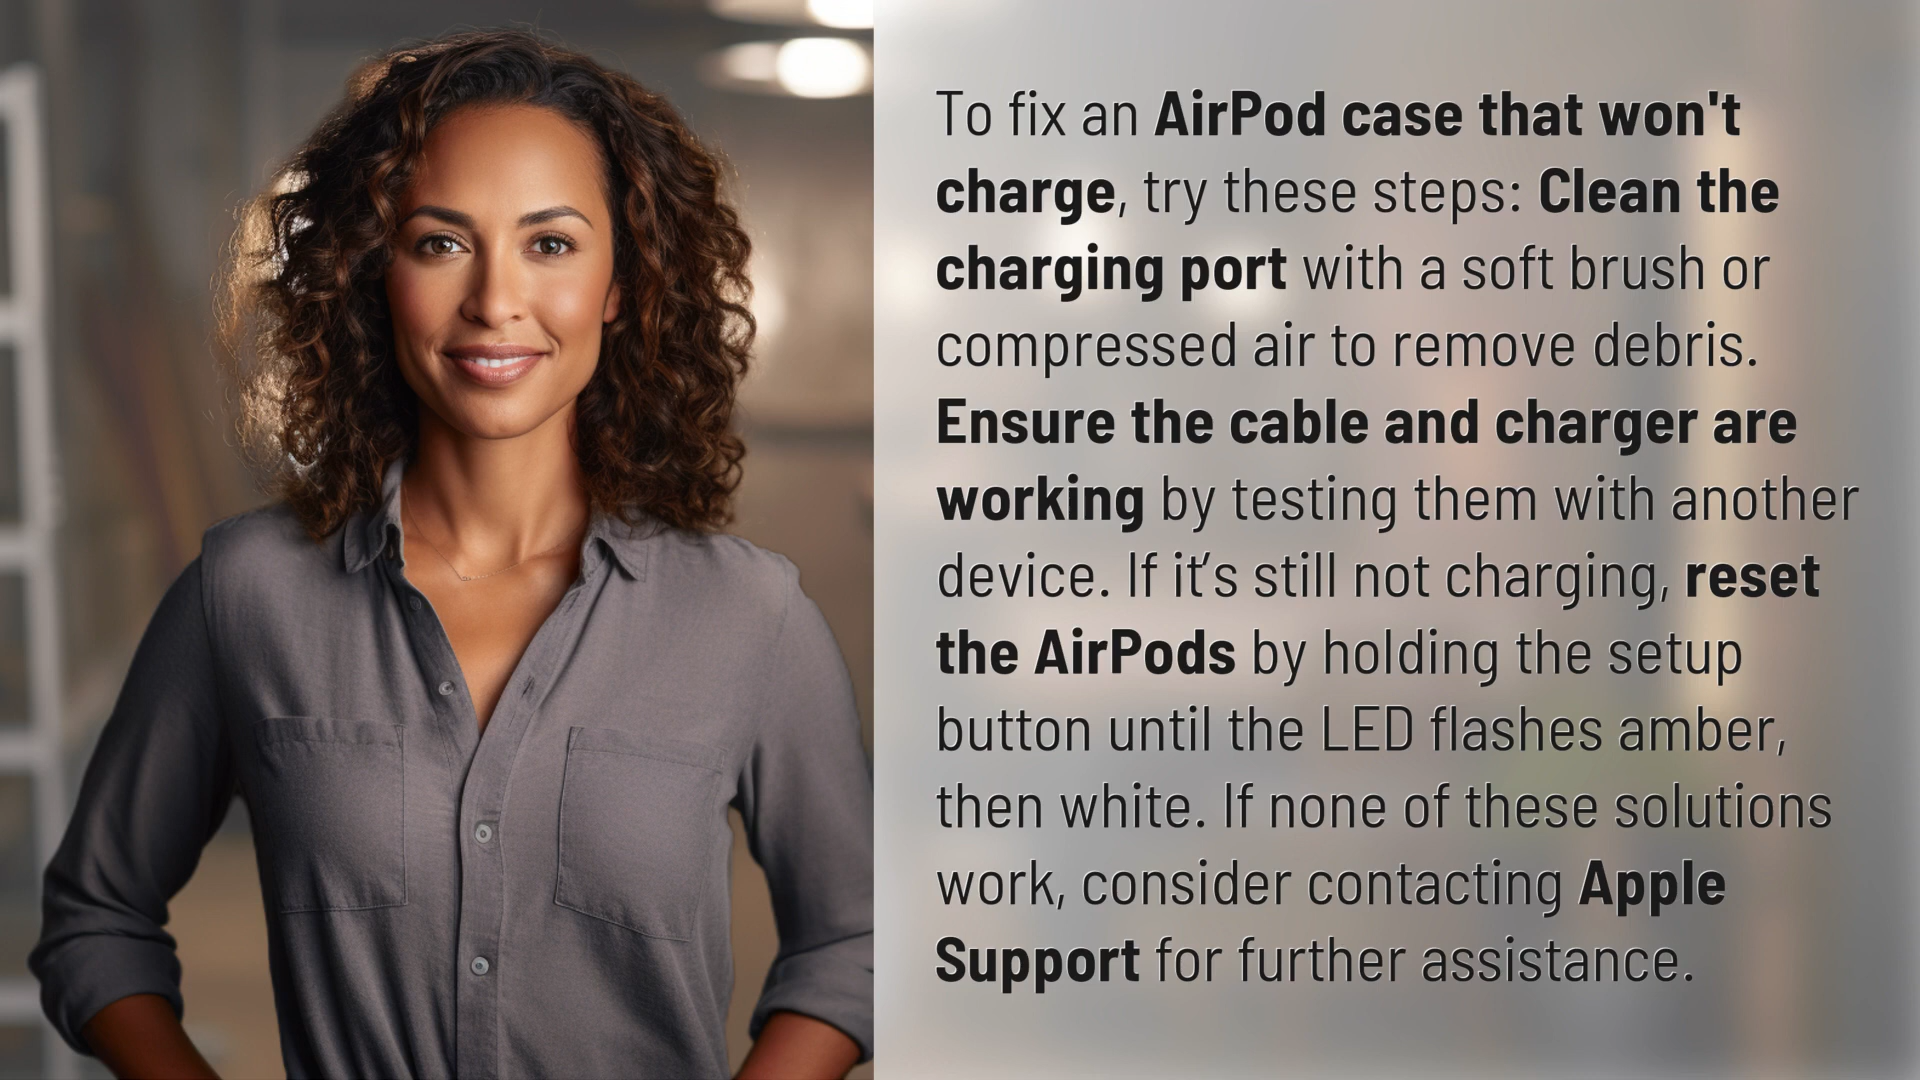 To fix an AirPod case that won't
charge, try these steps: Clean the
charging port with a soft brush or
compressed air to remove debris.
Ensure the cable and charger are
working by testing them with another
device. If it’s still not charging, reset
the AirPods by holding the setup
button until the LED flashes amber,
then white. If none of these solutions
work, consider contacting Apple
Support for further assistance.